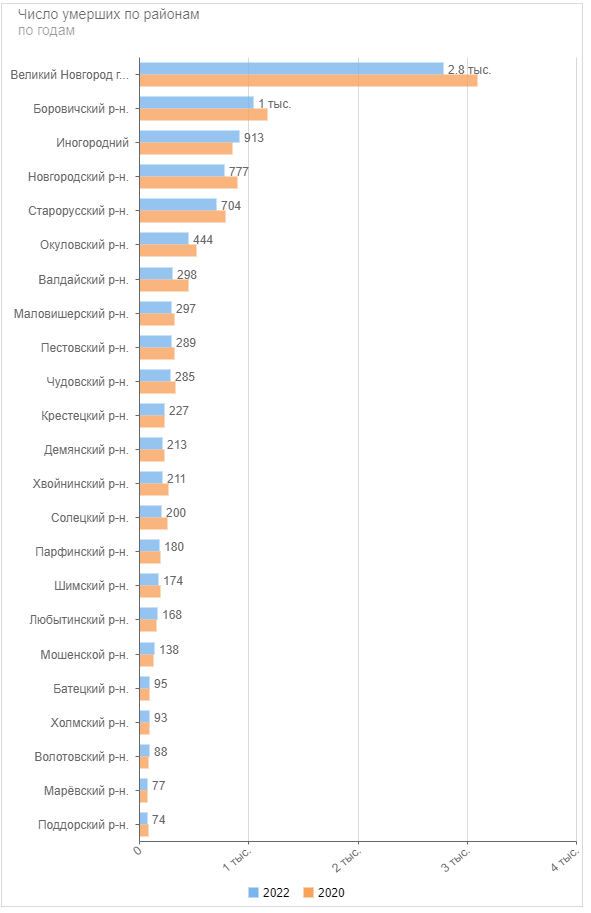 Число умерших по районам
по годам
Великий Новгород г... 2.8 тыс.
Боровичский р-н. 1 тыс.
Иногородний 913
Новгородский р-н. 777
Старорусский р-н. 704
Окуловский р-н. 444
Валдайский р-н. 298
Маловишерский р-н. 297
Пестовский р-н. 289
Чудовский р-н. 285
Крестецкий р-н. 227
Демянский р-н. 213
Хвойнинский р-н. 211
Солецкий р-н. 200
Парфинский р-н. 180
Шимский р-н. 174
Любытинский р-н. 168
Мошенской р-н. 138
Батецкий р-н. 95
Холмский р-н. 93
Волотовский р-н. 88
Марёвский р-н. 77
Поддорский р-н. 74
0 1 тыс. 2 тыс. 3 тыс. 4 тыс.
2022 2020